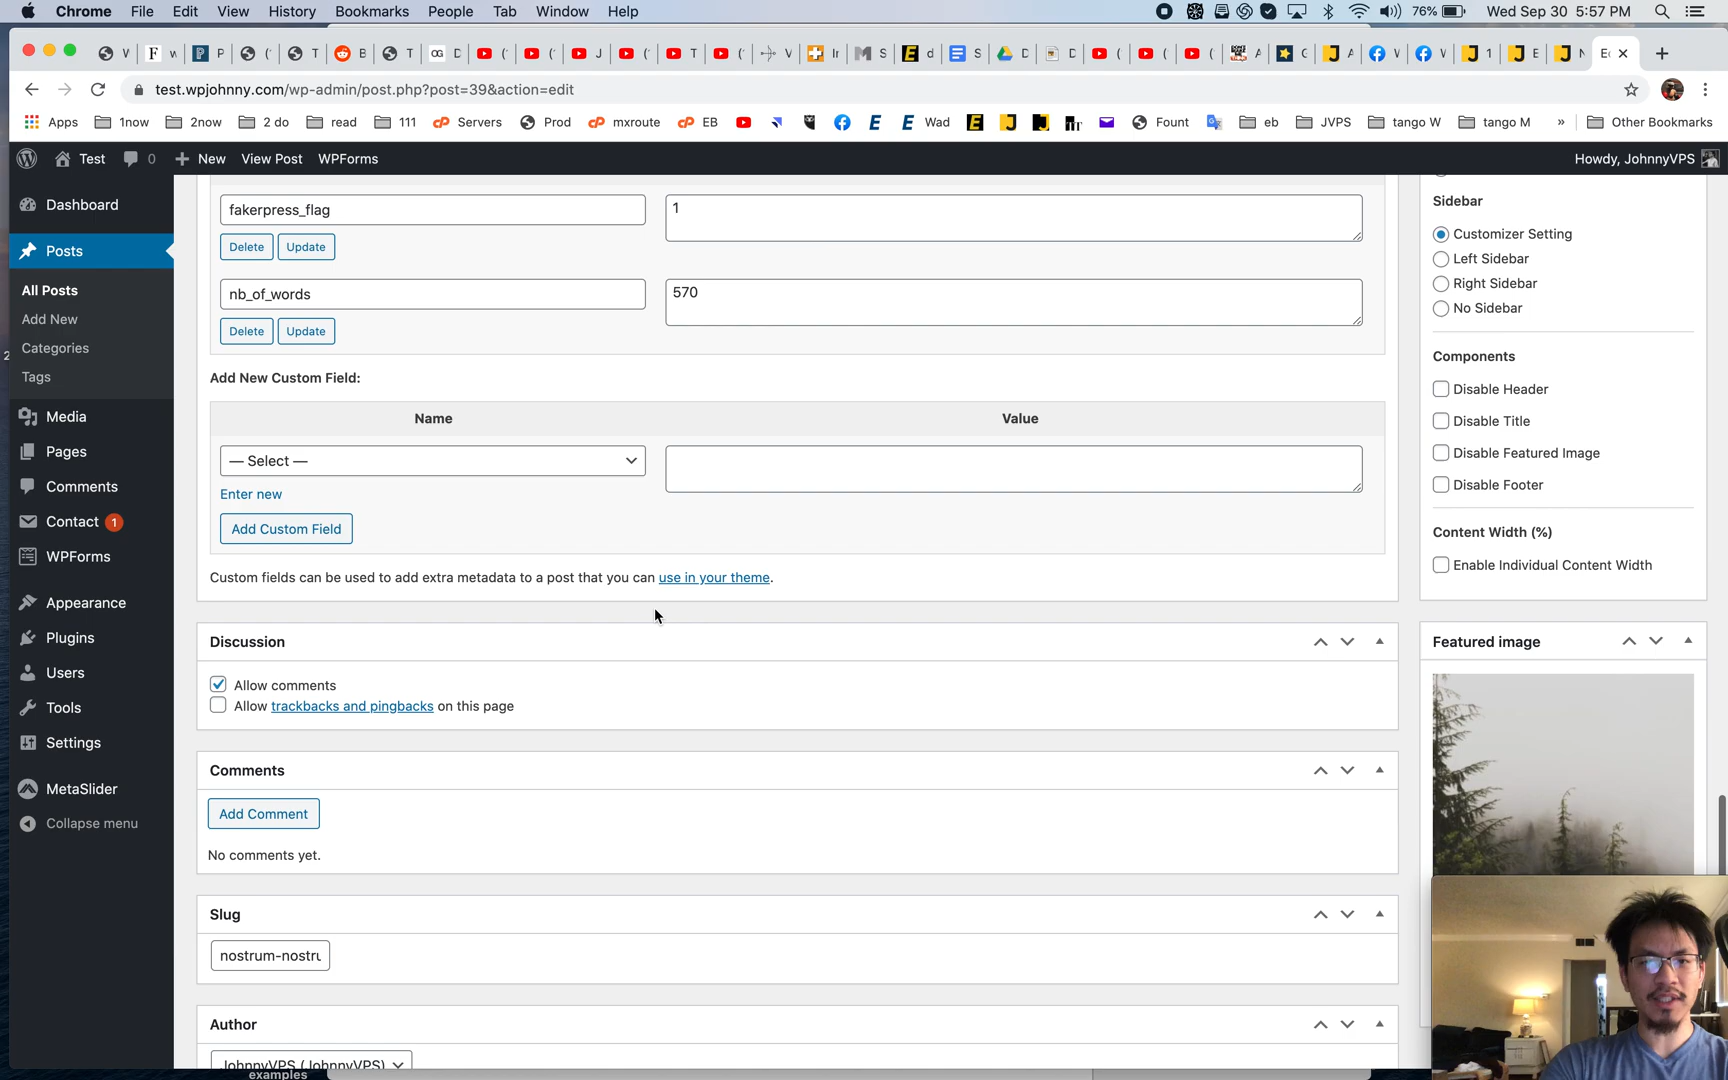 Chrome File Edit View History Bookmarks People Tab Window Help 76% Wed Sep 30 5:57 PM
test.wpjohnny.com/wp-admin/post.php?post=39&action=edit
Apps 1now 2now 2 do read 111 Servers Prod mxroute EB Wad Fount eb JVPS tango W tango M » Other Bookmarks
Test 0 New View Post WPForms Howdy, JohnnyVPS
Dashboard
Posts
All Posts
Add New
Categories
Tags
Media
Pages
Comments
Contact 1
WPForms
Appearance
Plugins
Users
Tools
Settings
MetaSlider
Collapse menu
fakerpress_flag 1
Delete Update
nb_of_words 570
Delete Update
Add New Custom Field:
Name Value
— Select —
Enter new
Add Custom Field
Custom fields can be used to add extra metadata to a post that you can use in your theme.
Discussion
Allow comments
Allow trackbacks and pingbacks on this page
Comments
Add Comment
No comments yet.
Slug
nostrum-nostru
Author
JohnnyVPS (JohnnyVPS)
examples
Sidebar
Customizer Setting
Left Sidebar
Right Sidebar
No Sidebar
Components
Disable Header
Disable Title
Disable Featured Image
Disable Footer
Content Width (%)
Enable Individual Content Width
Featured image